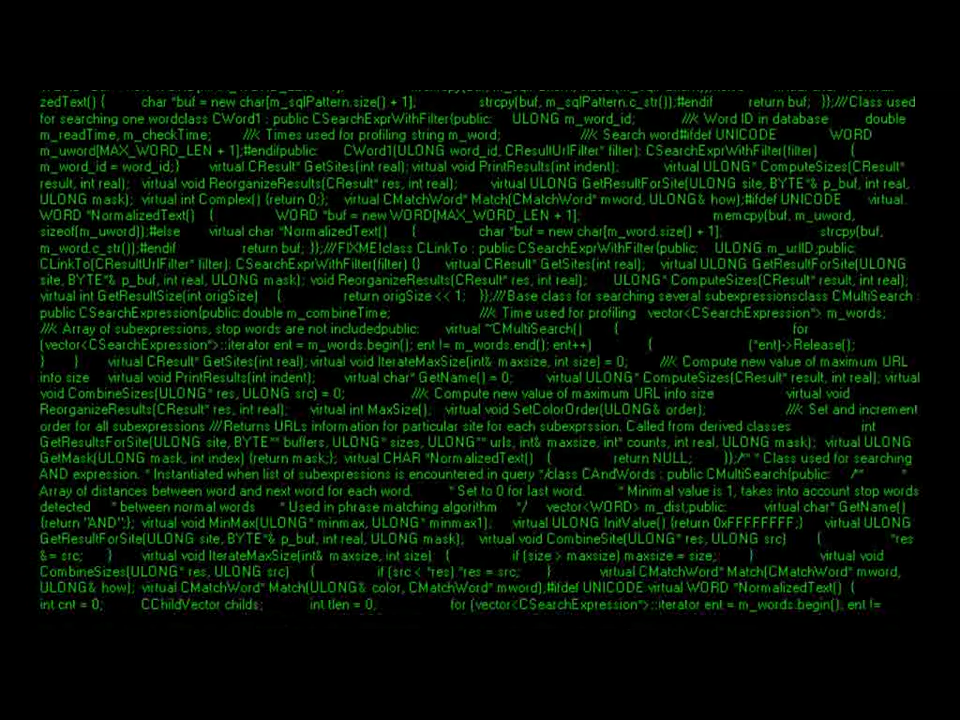 zedText() { char *buf = new char[m_sqlPattern.size() + 1]; strcpy(buf, m_sqlPattern.c_str());#endif return buf; }};///Class used
for searching one wordclass CWord1 : public CSearchExprWithFilter{public: ULONG m_word_id; ///< Word ID in database double
m_readTime, m_checkTime; ///< Times used for profiling string m_word; ///< Search word#ifdef UNICODE WORD
m_uword[MAX_WORD_LEN + 1];#endifpublic: CWord1(ULONG word_id, CResultUrlFilter* filter): CSearchExprWithFilter(filter) {
m_word_id = word_id;} virtual CResult* GetSites(int real); virtual void PrintResults(int indent); virtual ULONG* ComputeSizes(CResult*
result, int real); virtual void ReorganizeResults(CResult* res, int real); virtual ULONG GetResultForSite(ULONG site, BYTE*& p_buf, int real,
ULONG mask); virtual int Complex() {return 0;}; virtual CMatchWord* Match(CMatchWord* mword, ULONG& how);#ifdef UNICODE virtual
WORD *NormalizedText() { WORD *buf = new WORD[MAX_WORD_LEN + 1]; memcpy(buf, m_uword,
sizeof(m_uword));#else virtual char *NormalizedText() { char *buf = new char[m_word.size() + 1]; strcpy(buf,
m_word.c_str());#endif return buf; }};///FIXME!class CLinkTo : public CSearchExprWithFilter{public: ULONG m_urlID;public:
CLinkTo(CResultUrlFilter* filter): CSearchExprWithFilter(filter) {} virtual CResult* GetSites(int real); virtual ULONG GetResultForSite(ULONG
site, BYTE*& p_buf, int real, ULONG mask); void ReorganizeResults(CResult* res, int real); ULONG* ComputeSizes(CResult* result, int real);
virtual int GetResultSize(int origSize) { return origSize << 1; }};///Base class for searching several subexpressionsclass CMultiSearch :
public CSearchExpression{public:double m_combineTime; ///< Time used for profiling vector<CSearchExpression*> m_words;
///< Array of subexpressions, stop words are not includedpublic: virtual ~CMultiSearch() { for
(vector<CSearchExpression*>::iterator ent = m_words.begin(); ent != m_words.end(); ent++) { (*ent)->Release();
} } virtual CResult* GetSites(int real); virtual void IterateMaxSize(int& maxsize, int size) = 0; ///< Compute new value of maximum URL
into size virtual void PrintResults(int indent); virtual char* GetName() = 0; virtual ULONG* ComputeSizes(CResult* result, int real); virtual
void CombineSizes(ULONG* res, ULONG src) = 0; ///< Compute new value of maximum URL info size virtual void
ReorganizeResults(CResult* res, int real); virtual int MaxSize(); virtual void SetColorOrder(ULONG& order); ///< Set and increment
order for all subexpressions ///Returns URLs information for particular site for each subexprssion. Called from derived classes int
GetResultsForSite(ULONG site, BYTE** buffers, ULONG* sizes, ULONG** urls, int& maxsize, int* counts, int real, ULONG mask); virtual ULONG
GetMask(ULONG mask, int index) {return mask;}; virtual CHAR *NormalizedText() { return NULL; }};/** * Class used for searching
AND expression. * Instantiated when list of subexpressions is encountered in query */class CAndWords : public CMultiSearch{public: /** *
Array of distances between word and next word for each word. * Set to 0 for last word. * Minimal value is 1, takes into account stop words
detected * between normal words * Used in phrase matching algorithm */ vector<WORD> m_dist;public: virtual char* GetName()
{return "AND";}; virtual void MinMax(ULONG* minmax, ULONG* minmax1); virtual ULONG InitValue() {return 0xFFFFFFFF;} virtual ULONG
GetResultForSite(ULONG site, BYTE*& p_buf, int real, ULONG mask); virtual void CombineSite(ULONG* res, ULONG src) { *res
&= src; } virtual void IterateMaxSize(int& maxsize, int size) { if (size > maxsize) maxsize = size; } virtual void
CombineSizes(ULONG* res, ULONG src) { if (src < *res) *res = src; } virtual CMatchWord* Match(CMatchWord* mword,
ULONG& how); virtual CMatchWord* Match(ULONG& color, CMatchWord* mword);#ifdef UNICODE virtual WORD *NormalizedText() {
int cnt = 0; CChildVector childs; int tlen = 0; for (vector<CSearchExpression*>::iterator ent = m_words.begin(); ent !=